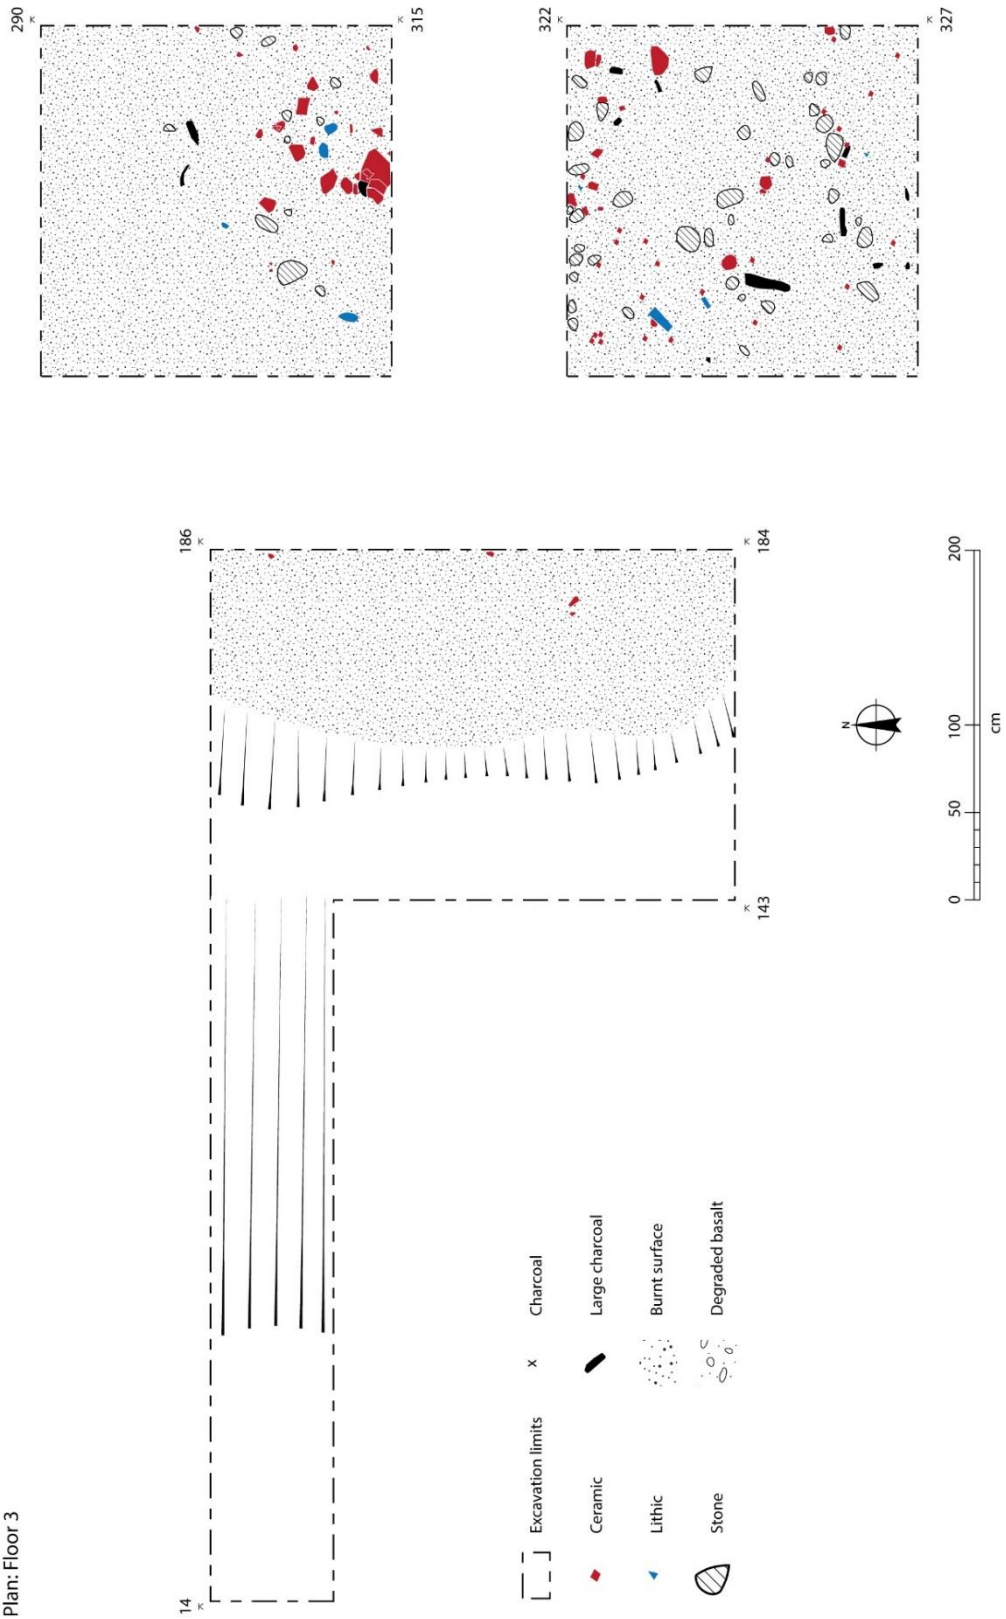 Plan: Floor 3
290
14
186
315
Excavation limits
Charcoal
322
Ceramic
Large charcoal
Lithic
Burnt surface
Stone
Degraded basalt
143
184
N
327
0 50 100 200
cm